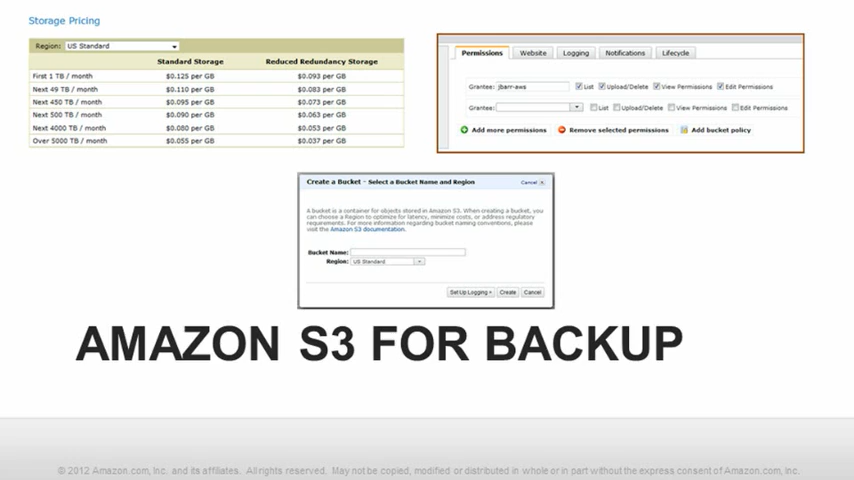 Storage Pricing
Region: US Standard
Standard Storage Reduced Redundancy Storage
First 1 TB / month $0.125 per GB $0.093 per GB
Next 49 TB / month $0.110 per GB $0.083 per GB
Next 450 TB / month $0.095 per GB $0.073 per GB
Next 500 TB / month $0.090 per GB $0.063 per GB
Next 4000 TB / month $0.080 per GB $0.053 per GB
Over 5000 TB / month $0.055 per GB $0.037 per GB
Permissions Website Logging Notifications Lifecycle
Grantee: jbarr-aws List Upload/Delete View Permissions Edit Permissions
Grantee: List Upload/Delete View Permissions Edit Permissions
Add more permissions Remove selected permissions Add bucket policy
Create a Bucket - Select a Bucket Name and Region Cancel x
A bucket is a container for objects stored in Amazon S3. When creating a bucket, you
can choose a Region to optimize for latency, minimize costs, or address regulatory
requirements. For more information regarding bucket naming conventions, please
visit the Amazon S3 documentation.
Bucket Name:
Region: US Standard
Set Up Logging > Create Cancel
AMAZON S3 FOR BACKUP
© 2012 Amazon.com, Inc. and its affiliates. All rights reserved. May not be copied, modified or distributed in whole or in part without the express consent of Amazon.com, Inc.